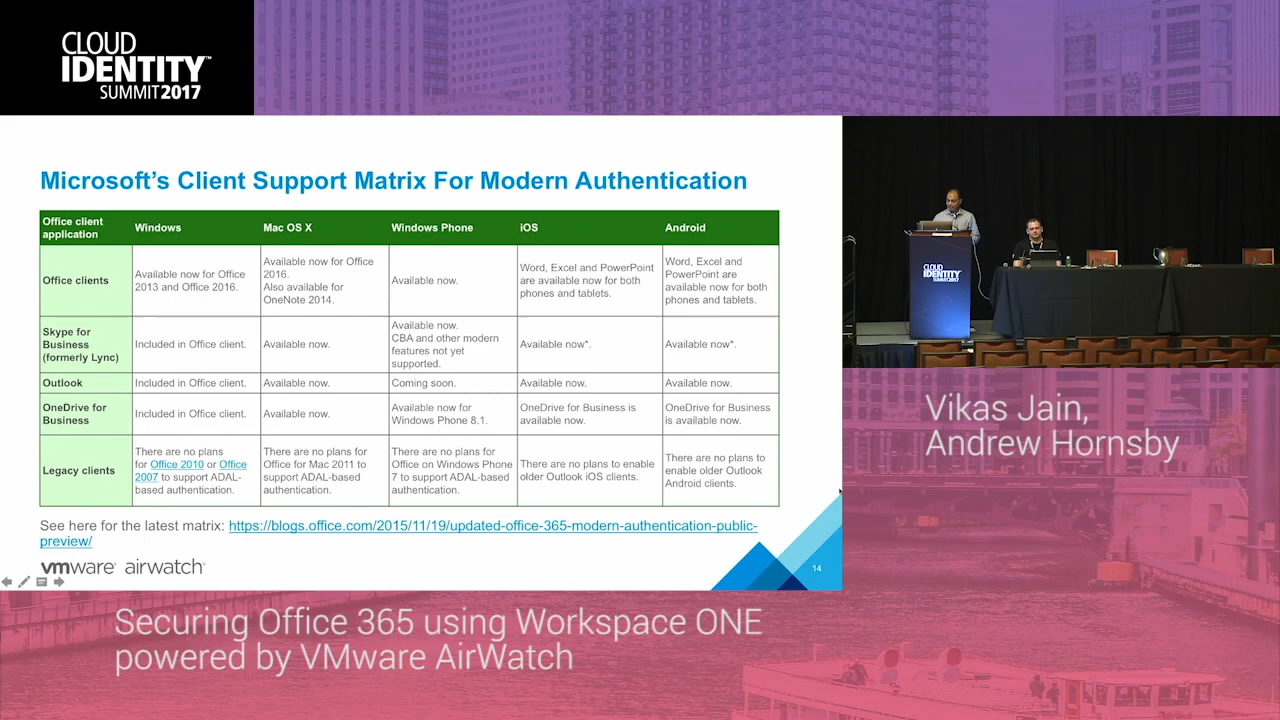 CLOUD
IDENTITY™
SUMMIT 2017
Microsoft's Client Support Matrix For Modern Authentication
Office client
application
Windows
Mac OS X
Windows Phone
iOS
Android
Office clients
Available now for Office
2013 and Office 2016.
Available now for Office
2016.
Also available for
OneNote 2014.
Available now.
Word, Excel and PowerPoint
are available now for both
phones and tablets.
Word, Excel and
PowerPoint are
available now for both
phones and tablets.
Skype for
Business
(formerly Lync)
Included in Office client.
Available now.
Available now.
CBA and other modern
features not yet
supported.
Available now*.
Available now*.
Outlook
Included in Office client.
Available now.
Coming soon.
Available now.
Available now.
OneDrive for
Business
Included in Office client.
Available now.
Available now for
Windows Phone 8.1.
OneDrive for Business is
available now.
OneDrive for Business
is available now.
Legacy clients
There are no plans
for Office 2010 or Office
2007 to support ADAL-
based authentication.
There are no plans for
Office for Mac 2011 to
support ADAL-based
authentication.
There are no plans for
Office on Windows Phone
7 to support ADAL-based
authentication.
There are no plans to enable
older Outlook iOS clients.
There are no plans to
enable older Outlook
Android clients.
See here for the latest matrix: https://blogs.office.com/2015/11/19/updated-office-365-modern-authentication-public-
preview/
vmware® airwatch®
14
CLOUD
IDENTITY
SUMMIT 2017
Vikas Jain,
Andrew Hornsby
Securing Office 365 using Workspace ONE
powered by VMware AirWatch